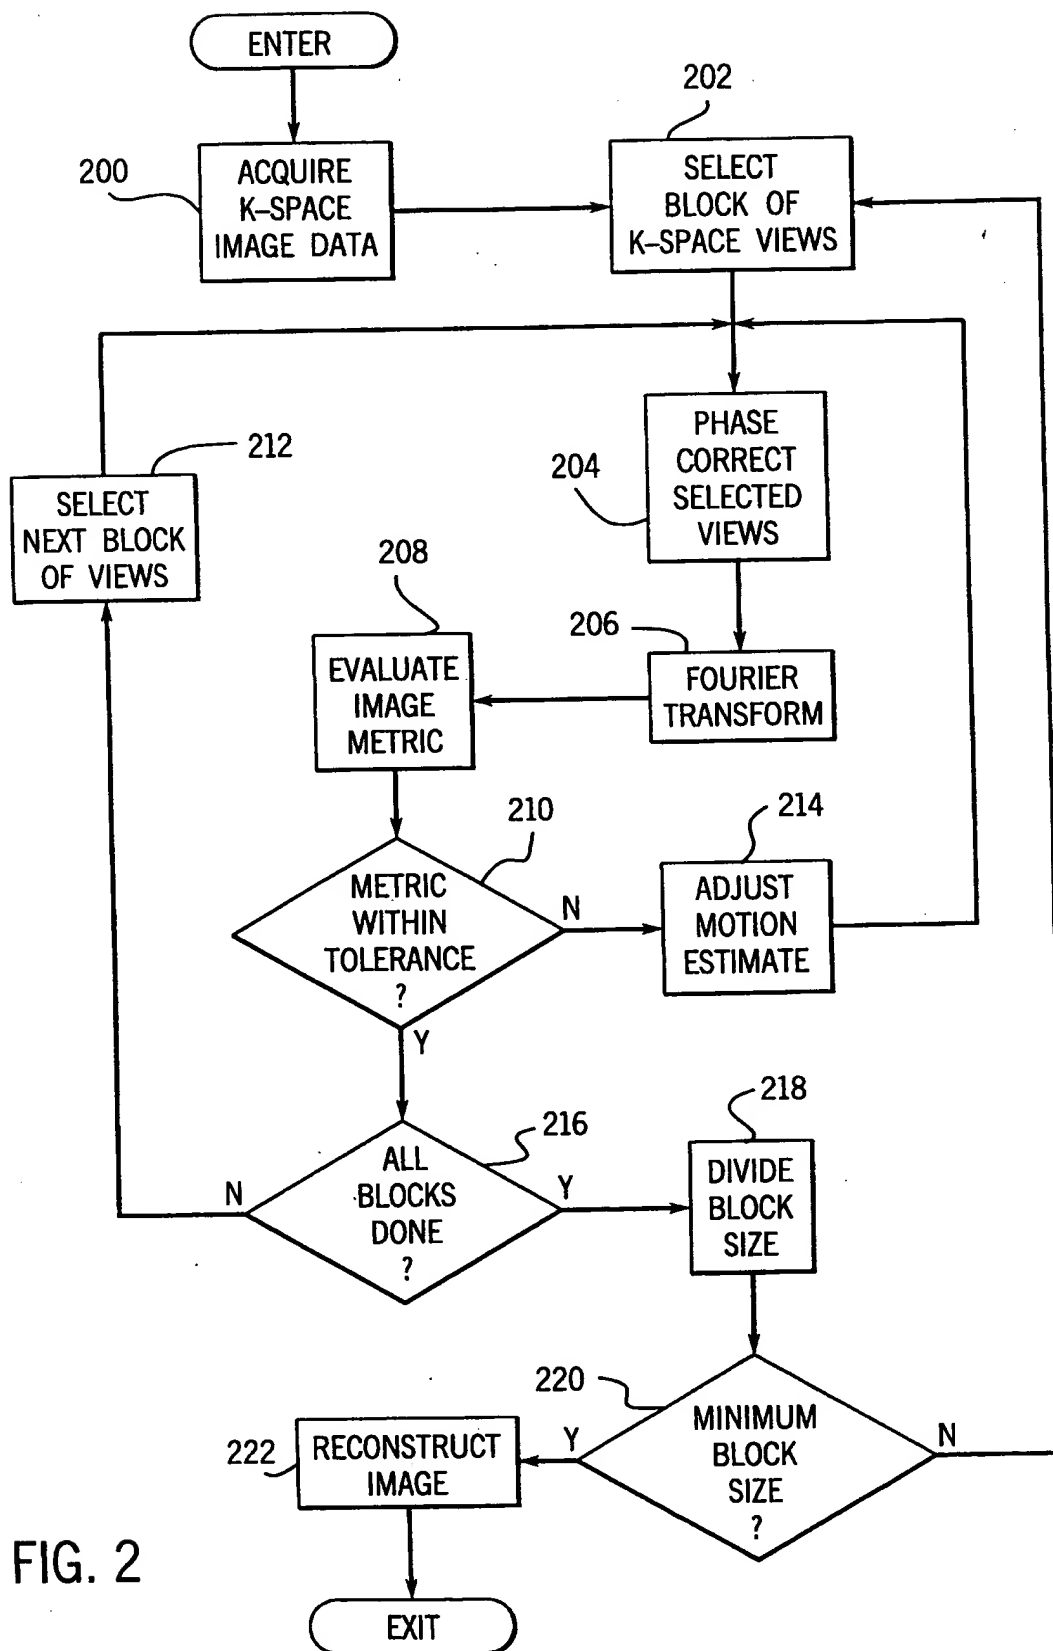 ENTER
202
200
ACQUIRE
K-SPACE
IMAGE DATA
SELECT
BLOCK OF
K-SPACE VIEWS
212
SELECT
NEXT BLOCK
OF VIEWS
204
PHASE
CORRECT
SELECTED
VIEWS
208
EVALUATE
IMAGE
METRIC
206
FOURIER
TRANSFORM
210
METRIC
WITHIN
TOLERANCE
?
N
Y
214
ADJUST
MOTION
ESTIMATE
216
ALL
BLOCKS
DONE
?
N
Y
218
DIVIDE
BLOCK
SIZE
220
MINIMUM
BLOCK
SIZE
?
Y
N
222
RECONSTRUCT
IMAGE
EXIT
FIG. 2